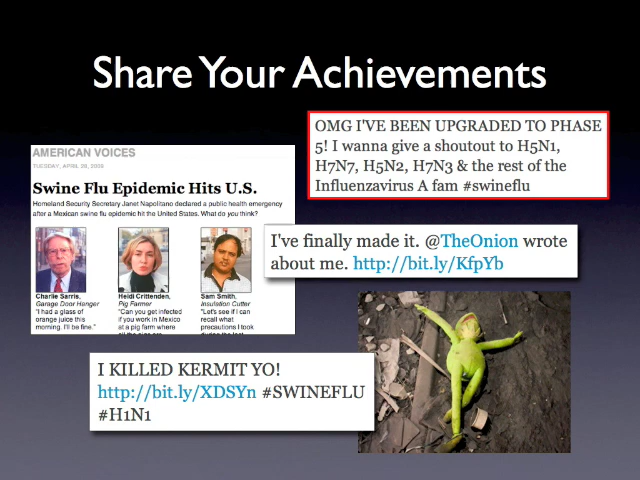 Share Your Achievements
OMG I'VE BEEN UPGRADED TO PHASE
5! I wanna give a shoutout to H5N1,
H7N7, H5N2, H7N3 & the rest of the
Influenzavirus A fam #swineflu
AMERICAN VOICES
TUESDAY, APRIL 28, 2009
Swine Flu Epidemic Hits U.S.
Homeland Security Secretary Janet Napolitano declared a public health emergency
after a Mexican swine flu epidemic hit the United States. What do you think?
I've finally made it. @TheOnion wrote
about me. http://bit.ly/KfpYb
Charlie Sarris,
Garage Door Hanger
"I had a glass of
orange juice this
morning. I'll be fine."
Heidi Crittenden,
Pig Farmer
"Can you get infected
if you work in Mexico
at a pig farm where
Sam Smith,
Insulation Cutter
"Let's see if I can
recall what
precautions I took
I KILLED KERMIT YO!
http://bit.ly/XDSYn #SWINEFLU
#H1N1